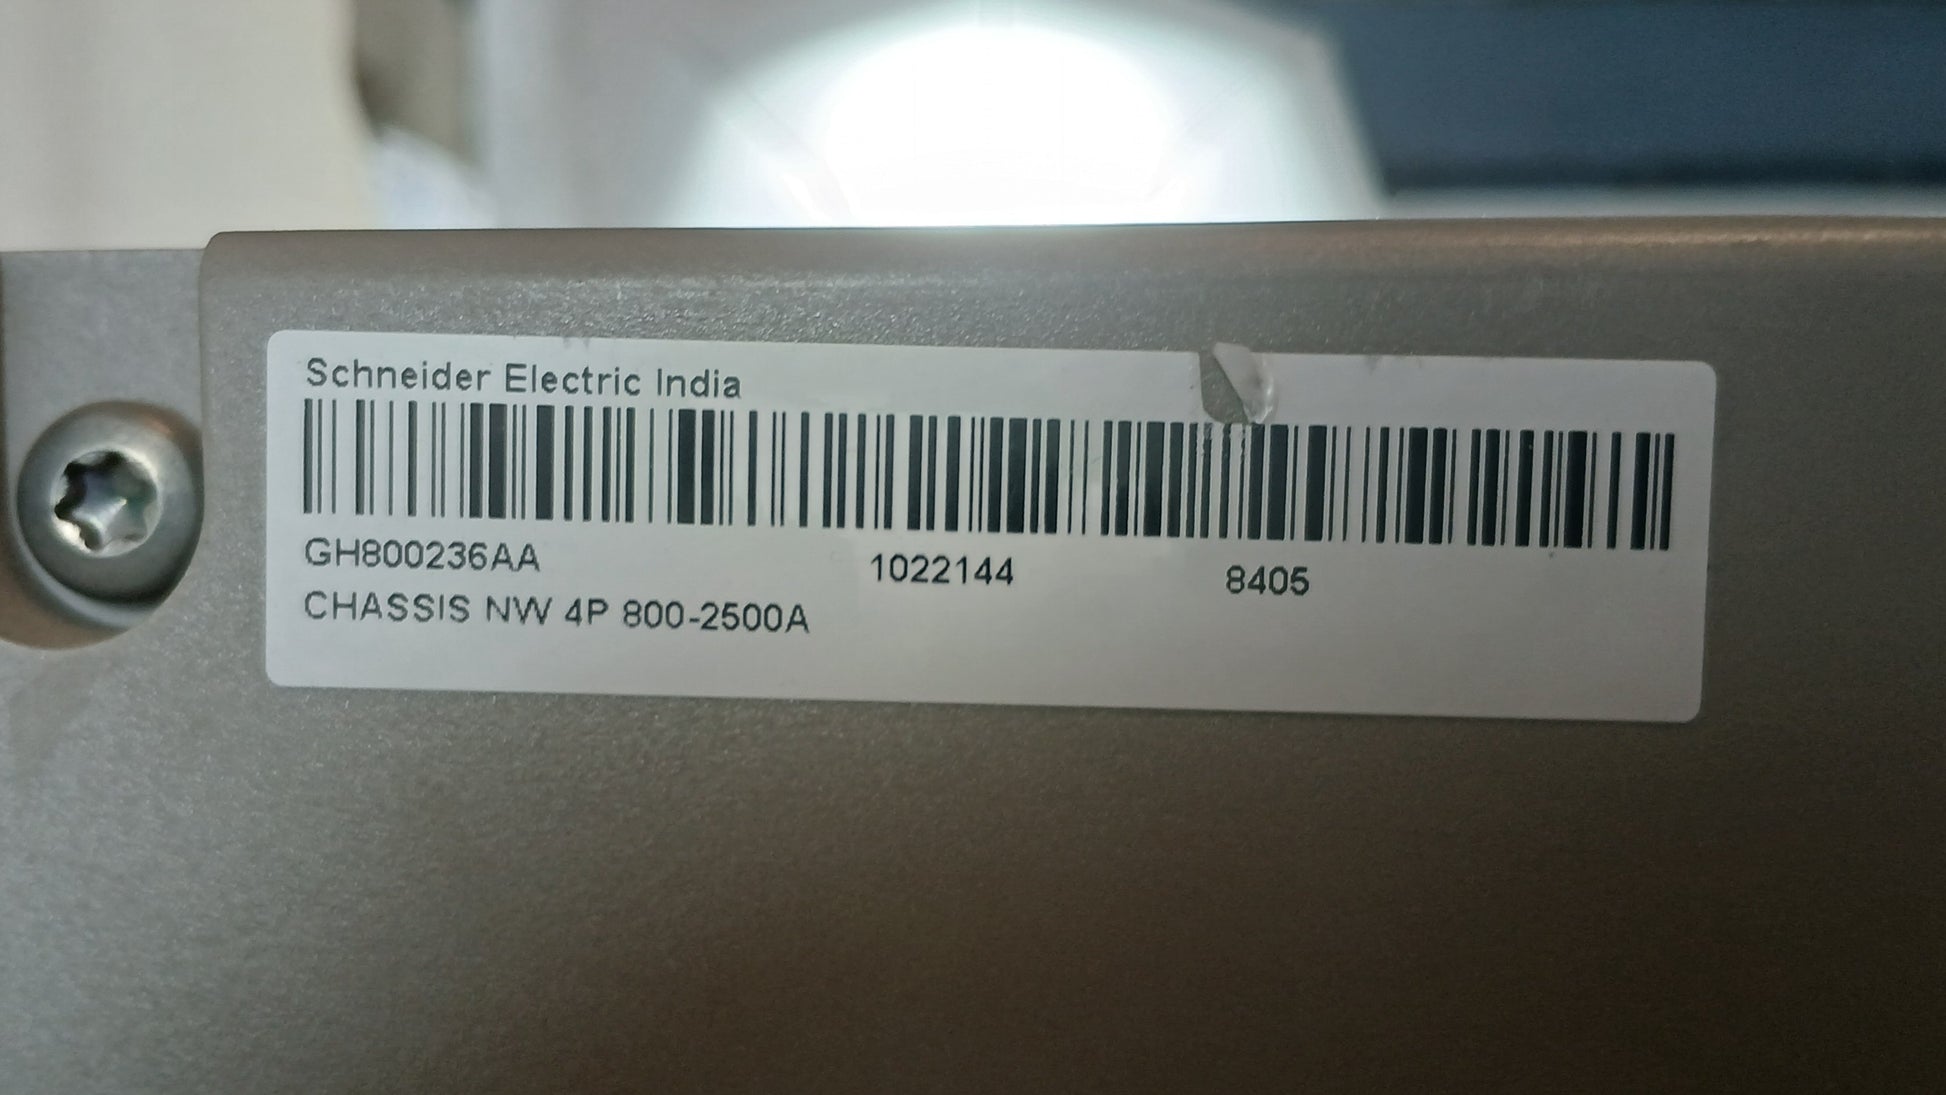 Schneider Electric India
GH800236AA 1022144 8405
CHASSIS NW 4P 800-2500A